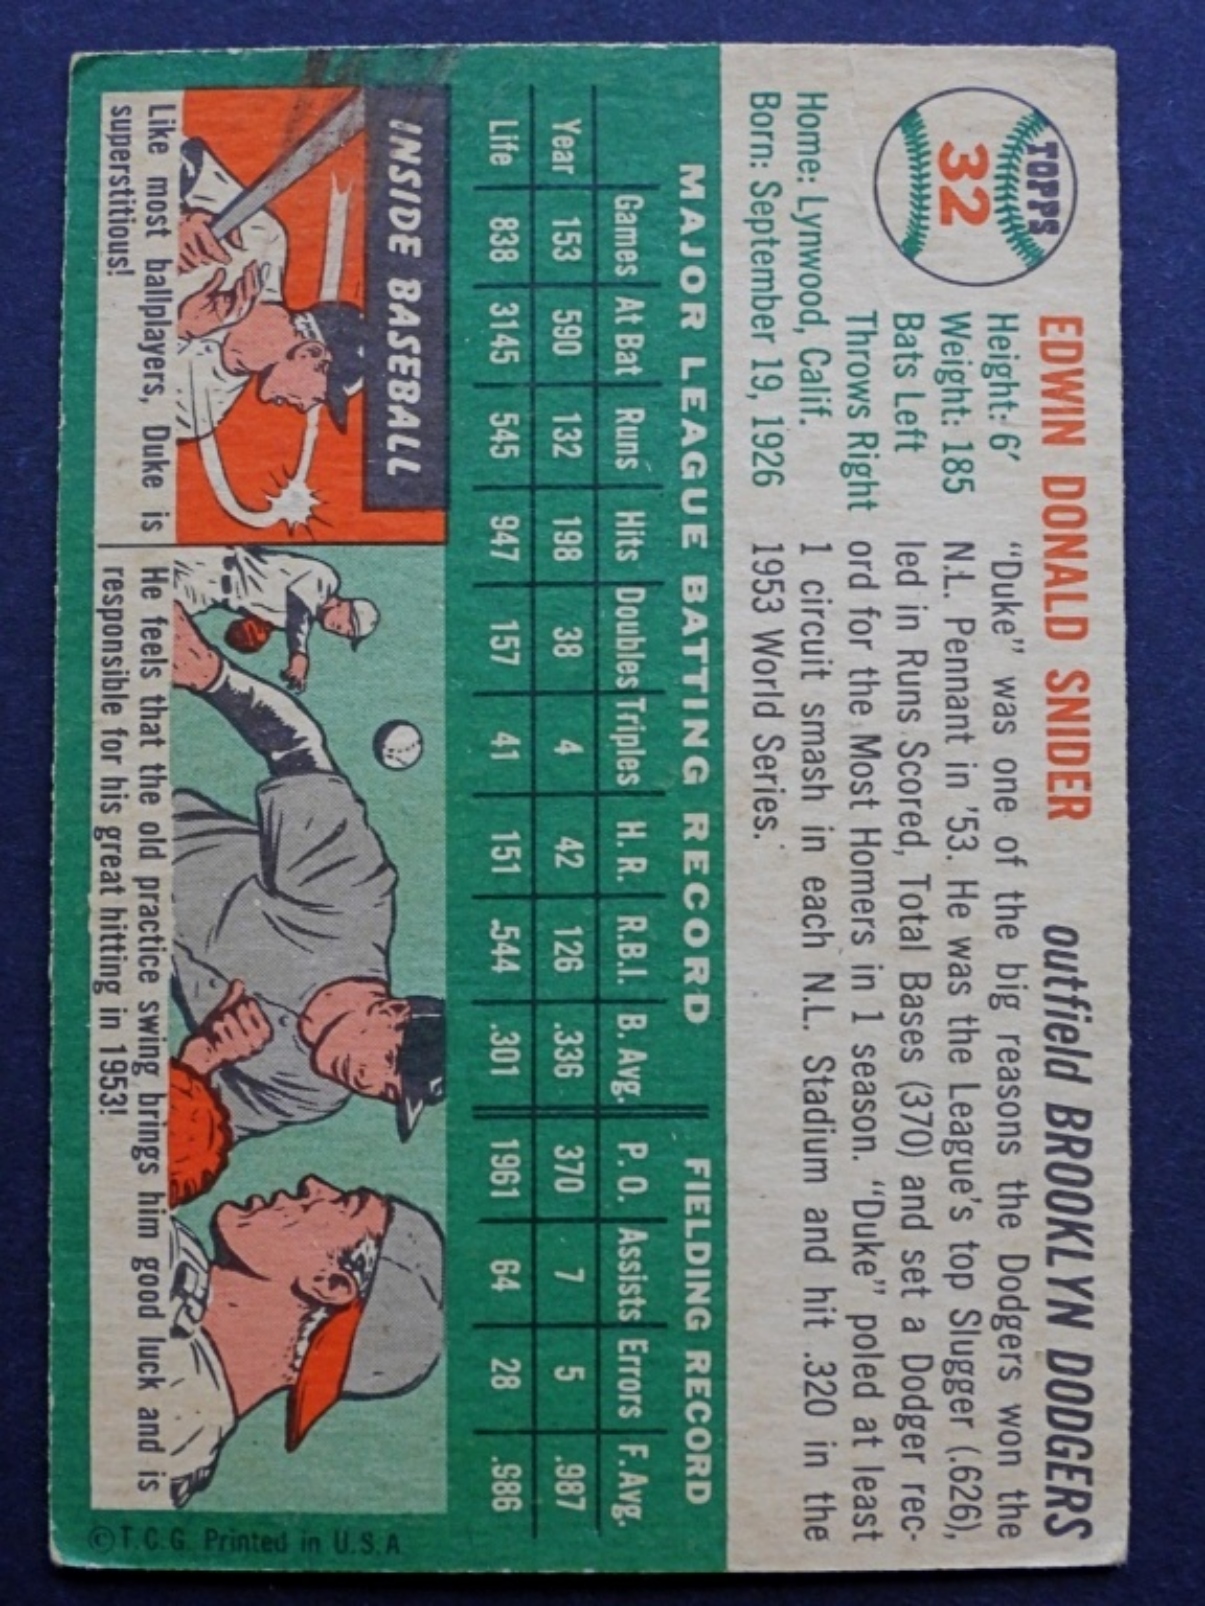 TOPPS
32
EDWIN DONALD SNIDER outfield BROOKLYN DODGERS
Height: 6′
Weight: 185
Bats Left
Throws Right
Home: Lynwood, Calif.
Born: September 19, 1926
"Duke" was one of the big reasons the Dodgers won the
N.L. Pennant in '53. He was the League's top Slugger (.626),
led in Runs Scored, Total Bases (370) and set a Dodger rec-
ord for the Most Homers in 1 season. "Duke" poled at least
1 circuit smash in each N.L. Stadium and hit .320 in the
1953 World Series.
MAJOR LEAGUE BATTING RECORD FIELDING RECORD
Games At Bat Runs Hits Doubles Triples H. R. R.B.I. B. Avg. P. O. Assists Errors F. Avg.
Year 153 590 132 198 38 4 42 126 .336 370 7 5 .987
Life 838 3145 545 947 157 41 151 .544 .301 1961 64 28 .986
INSIDE BASEBALL
Like most ballplayers, Duke is
superstitious!
He feels that the old practice swing brings him good luck and is
responsible for his great hitting in 1953!
© T.C.G. Printed in U.S.A